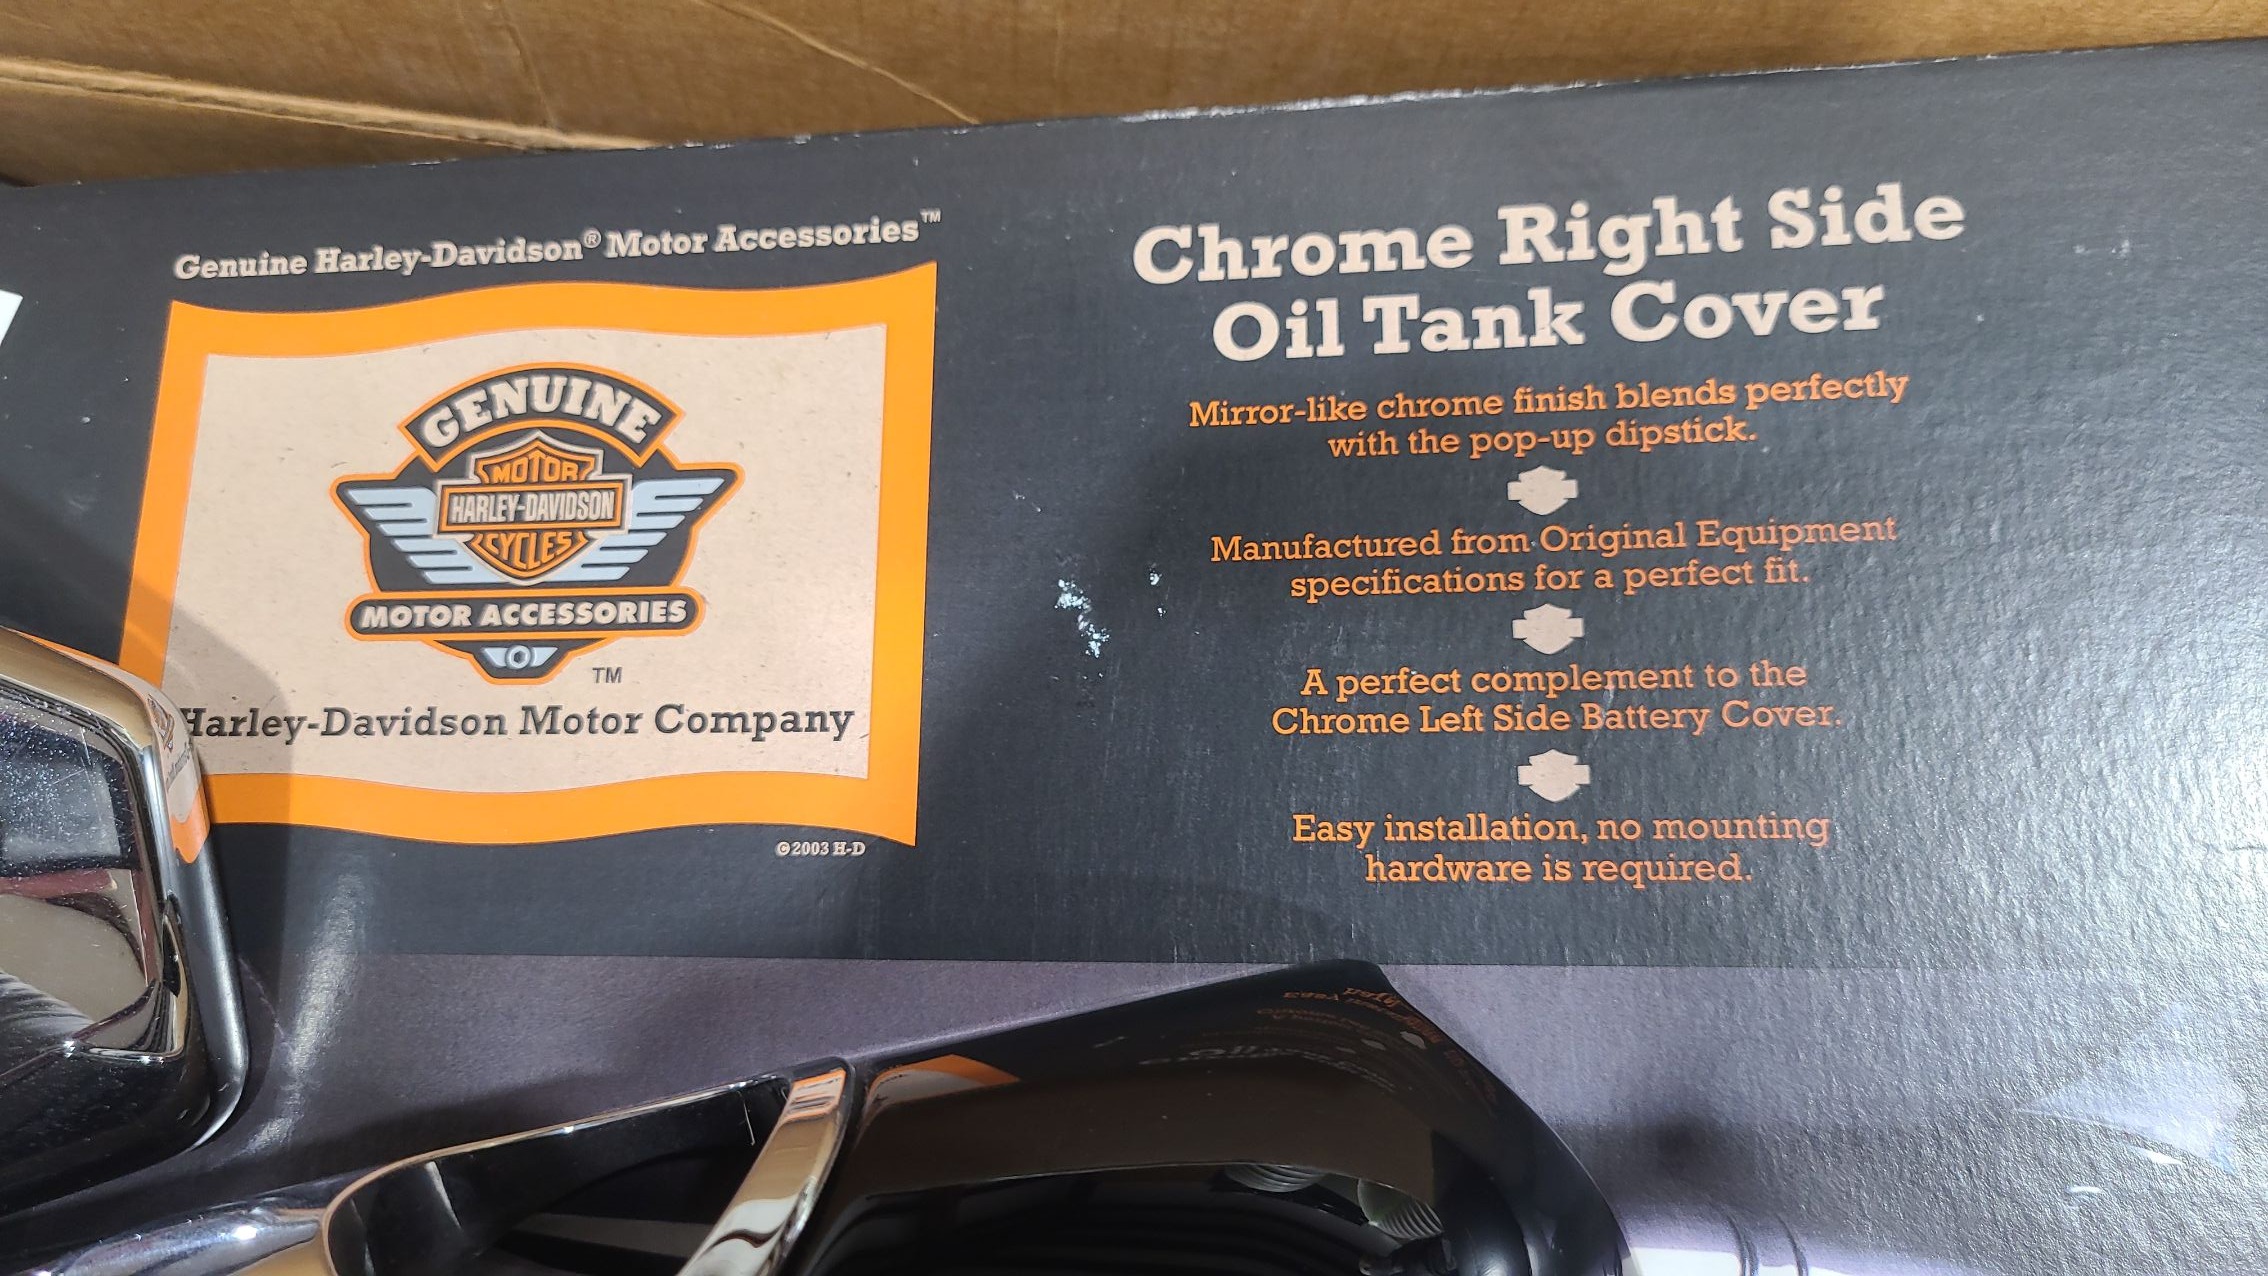 Genuine Harley-Davidson® Motor Accessories™
GENUINE
MOTOR
HARLEY-DAVIDSON
CYCLES
MOTOR ACCESSORIES
TM
Harley-Davidson Motor Company
©2003 H-D
Chrome Right Side
Oil Tank Cover
Mirror-like chrome finish blends perfectly
with the pop-up dipstick.
Manufactured from Original Equipment
specifications for a perfect fit.
A perfect complement to the
Chrome Left Side Battery Cover.
Easy installation, no mounting
hardware is required.